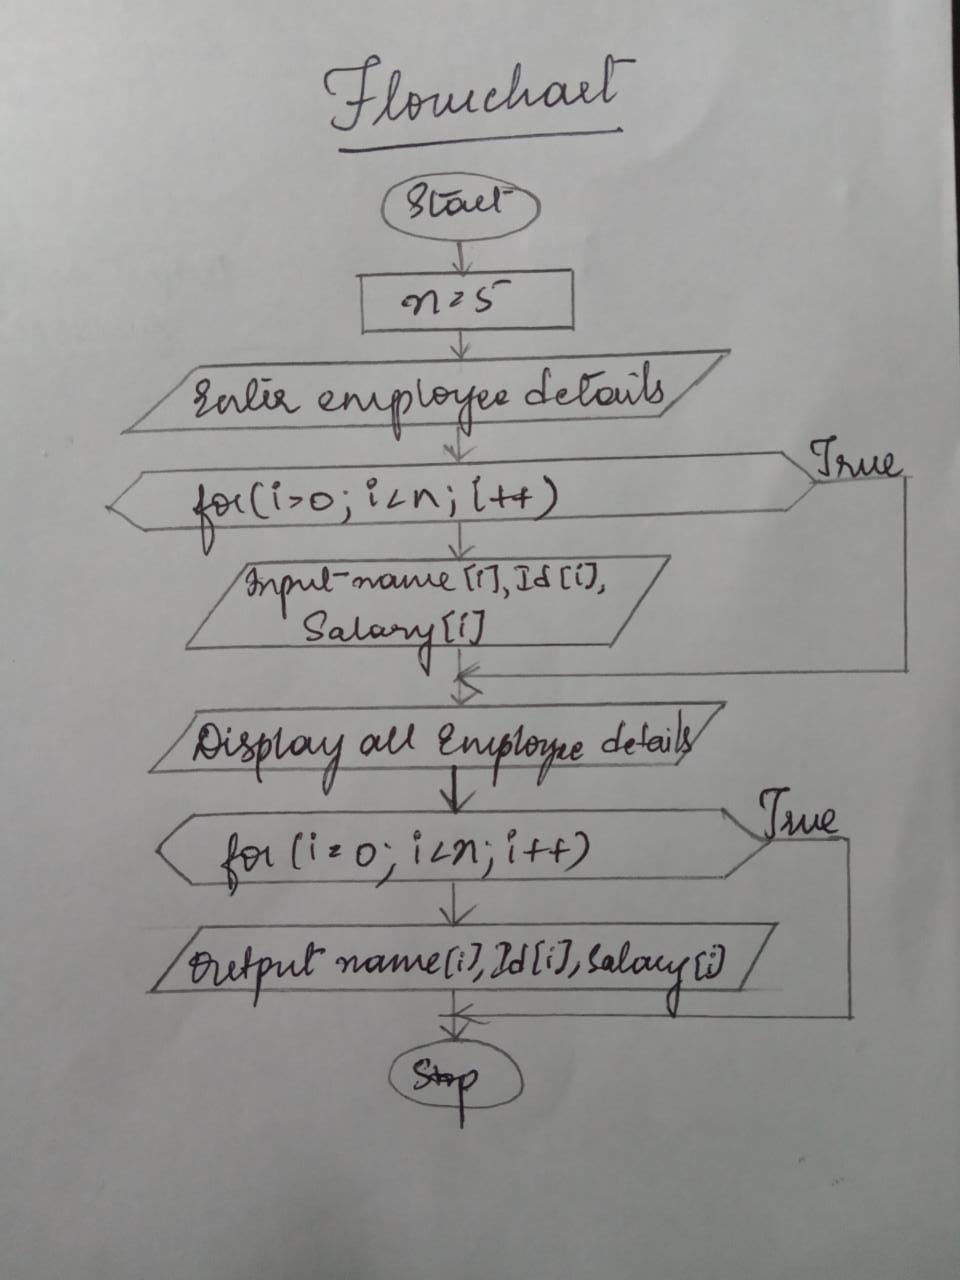 Flowchart
Start
n=5
Enter employee details
True
for(i>0; i<n; i++)
Input name[i], Id[i],
Salary[i]
Display all Employee details
True
for (i=0; i<n; i++)
Output name[i], Id[i], Salary[i]
Stop